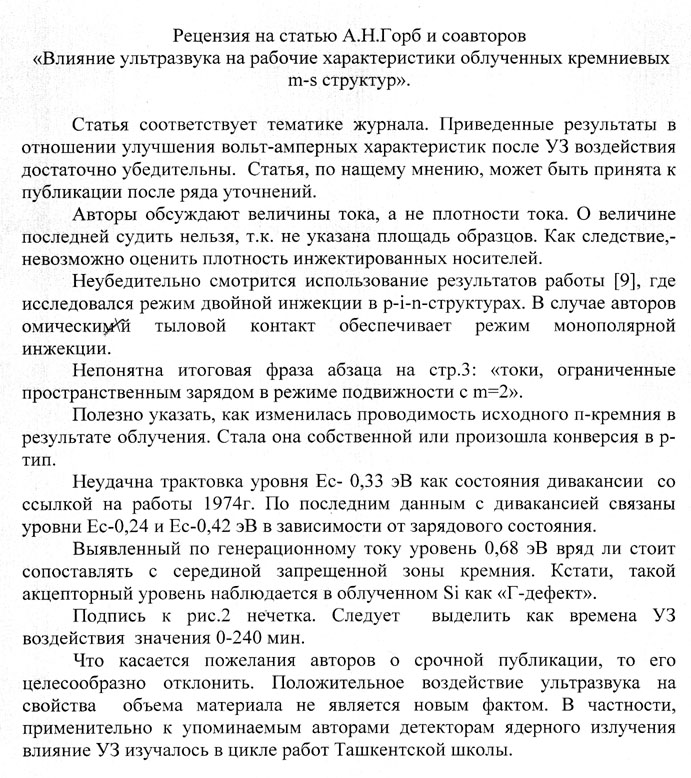 Рецензия на статью А.Н.Горб и соавторов
«Влияние ультразвука на рабочие характеристики облученных кремниевых
m-s структур».
Статья соответствует тематике журнала. Приведенные результаты в
отношении улучшения вольт-амперных характеристик после УЗ воздействия
достаточно убедительны. Статья, по нащему мнению, может быть принята к
публикации после ряда уточнений.
Авторы обсуждают величины тока, а не плотности тока. О величине
последней судить нельзя, т.к. не указана площадь образцов. Как следствие,-
невозможно оценить плотность инжектированных носителей.
Неубедительно смотрится использование результатов работы [9], где
исследовался режим двойной инжекции в p-i-n-структурах. В случае авторов
омический тыловой контакт обеспечивает режим монополярной
инжекции.
Непонятна итоговая фраза абзаца на стр.3: «токи, ограниченные
пространственным зарядом в режиме подвижности с m=2».
Полезно указать, как изменилась проводимость исходного п-кремния в
результате облучения. Стала она собственной или произошла конверсия в р-
тип.
Неудачна трактовка уровня Ес- 0,33 эВ как состояния дивакансии со
ссылкой на работы 1974г. По последним данным с дивакансией связаны
уровни Ес-0,24 и Ес-0,42 эВ в зависимости от зарядового состояния.
Выявленный по генерационному току уровень 0,68 эВ вряд ли стоит
сопоставлять с серединой запрещенной зоны кремния. Кстати, такой
акцепторный уровень наблюдается в облученном Si как «Г-дефект».
Подпись к рис.2 нечетка. Следует выделить как времена УЗ
воздействия значения 0-240 мин.
Что касается пожелания авторов о срочной публикации, то его
целесообразно отклонить. Положительное воздействие ультразвука на
свойства объема материала не является новым фактом. В частности,
применительно к упоминаемым авторами детекторам ядерного излучения
влияние УЗ изучалось в цикле работ Ташкентской школы.